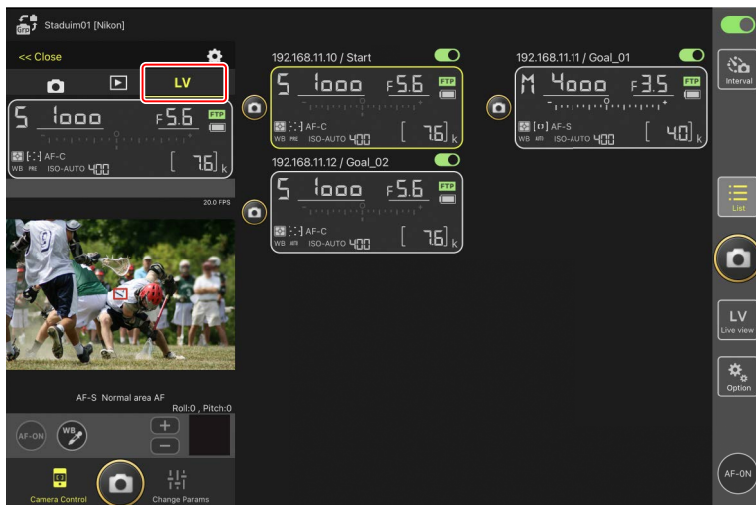 Grp Staduim01 [Nikon]
<< Close
LV
S 1000 F5.6 FTP
AF-C
WB PRE ISO-AUTO 400 [ 7.6] k
20.0 FPS
AF-S Normal area AF
Roll:0 , Pitch:0
AF-ON WB
Camera Control Change Params
192.168.11.10 / Start
S 1000 F5.6 FTP
AF-C
WB PRE ISO-AUTO 400 [ 7.6] k
192.168.11.11 / Goal_01
M 4000 F3.5 FTP
AF-S
WB ISO-AUTO 400 [ 4.0] k
192.168.11.12 / Goal_02
S 1000 F5.6 FTP
AF-C
WB ISO-AUTO 400 [ 7.6] k
Interval
List
LV
Live view
Option
AF-ON